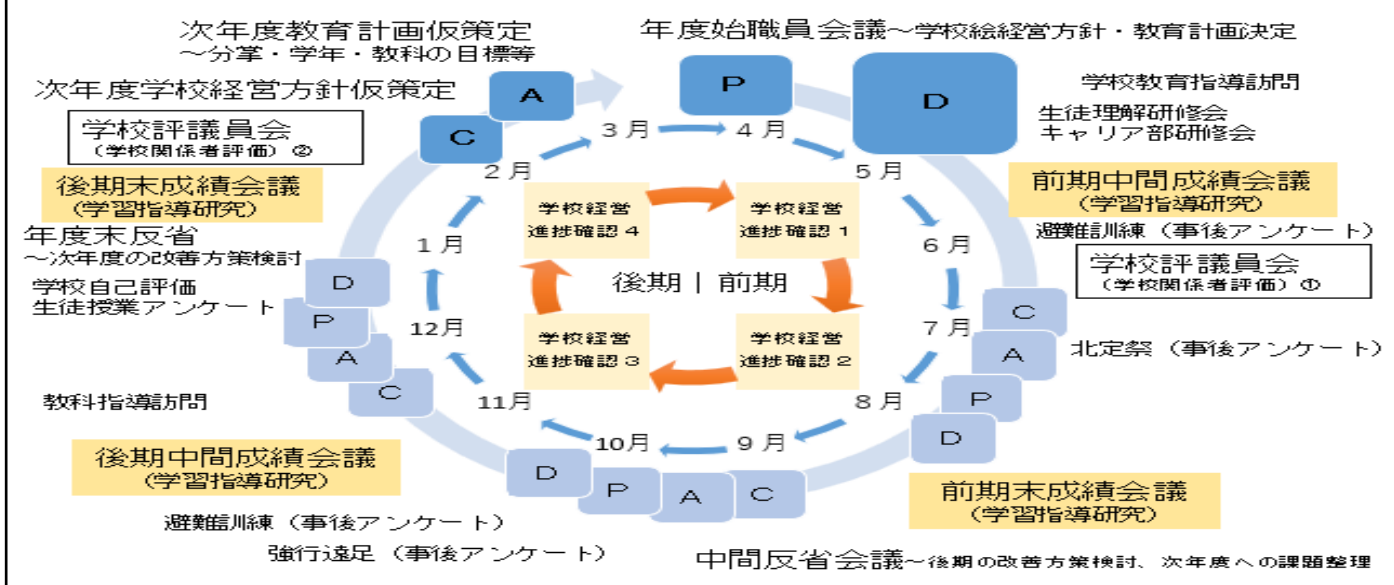 次年度教育計画仮策定
~分掌・学年・教科の目標等
年度始職員会議~学校絵経営方針・教育計画決定
次年度学校経営方針仮策定
学校評議員会
(学校関係者評価)②
後期末成績会議
(学習指導研究)
年度末反省
~次年度の改善方策検討
学校自己評価
生徒授業アンケート
教科指導訪問
後期中間成績会議
(学習指導研究)
避難訓練(事後アンケート)
強行遠足(事後アンケート)
学校教育指導訪問
生徒理解研修会
キャリア部研修会
前期中間成績会議
(学習指導研究)
避難訓練(事後アンケート)
学校評議員会
(学校関係者評価)①
北定祭(事後アンケート)
前期末成績会議
(学習指導研究)
中間反省会議~後期の改善方策検討、次年度への課題整理
P
D
C
A
P
D
C
A
P
D
C
A
P
D
C
A
4月
5月
6月
7月
8月
9月
10月
11月
12月
1月
2月
3月
学校経営
進捗確認4
学校経営
進捗確認1
後期|前期
学校経営
進捗確認3
学校経営
進捗確認2